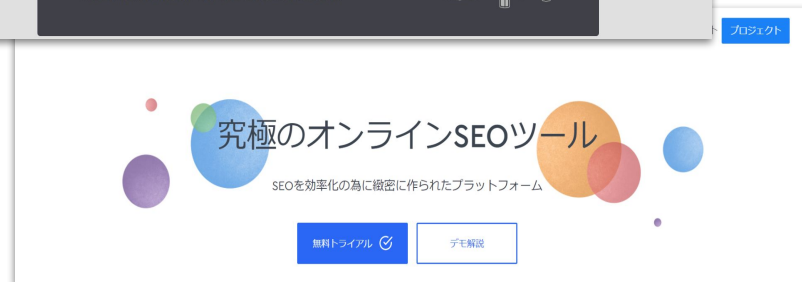 プロジェクト
究極のオンラインSEOツール
SEOを効率化の為に緻密に作られたプラットフォーム
無料トライアル
デモ解説